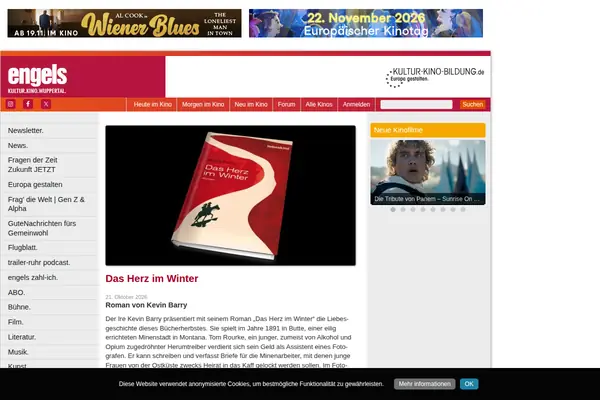 AL COOK in
Wiener Blues
AB 19.11| IM KINO
THE
LONELIEST
MAN
IN TOWN
22. November 2026
Europäischer Kinotag
engels
KULTUR.KINO.WUPPERTAL.
KULTUR·KINO·BILDUNG.de
Europa gestalten.
Heute im Kino
Morgen im Kino
Neu im Kino
Forum
Alle Kinos
Anmelden
Suchen
Newsletter.
News.
Fragen der Zeit
Zukunft JETZT
Europa gestalten
Frag' die Welt | Gen Z &
Alpha
GuteNachrichten fürs
Gemeinwohl
Flugblatt.
trailer-ruhr podcast.
engels zahl-ich.
ABO.
Bühne.
Film.
Literatur.
Musik.
Kunst.
Das Herz
im Winter
Das Herz im Winter
21. Oktober 2026
Roman von Kevin Barry
Der Ire Kevin Barry präsentiert mit seinem Roman „Das Herz im Winter“ die Liebes-
geschichte dieses Bücherherbstes. Sie spielt im Jahre 1891 in Butte, einer eilig
errichteten Minenstadt in Montana. Tom Rourke, ein junger, zumeist von Alkohol und
Opium zugedröhnter Herumtreiber verdient sich sein Geld als Assistent eines Foto-
grafen. Er kann schreiben und verfasst Briefe für die Minenarbeiter, mit denen junge
Frauen von der Ostküste zwecks Heirat in das Kaff gelockt werden sollen. Im Foto-
Neue Kinofilme
Die Tribute von Panem – Sunrise On ...
Diese Website verwendet anonymisierte Cookies, um bestmögliche Funktionalität zu gewährleisten.
Mehr informationen
OK